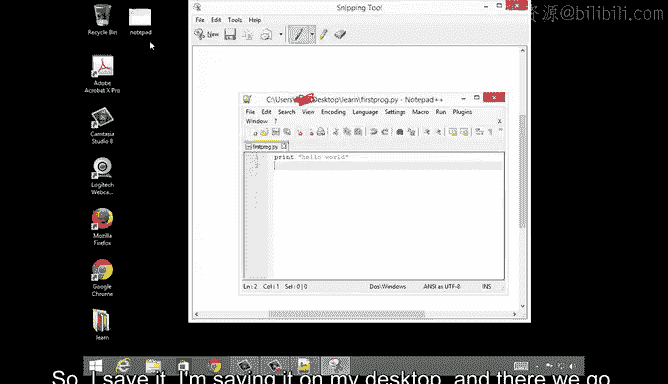 Snipping Tool
资源@bilibili.com
File Edit Tools Help
New
Recycle Bin
notepad
Adobe
Acrobat X Pro
Camtasia
Studio 8
Logitech
Webca...
Mozilla
Firefox
Google
Chrome
learn
C:\Users\
Desktop\learn\firstprog.py - Notepad++
File Edit Search View Encoding Language Settings Macro Run Plugins
Window ?
firstprog.py
print "hello world"
Ln : 2 Col : 1 Sel : 0 | 0
Dos\Windows
ANSI as UTF-8
INS
So, I save it, I'm saving it on my desktop, and there we go